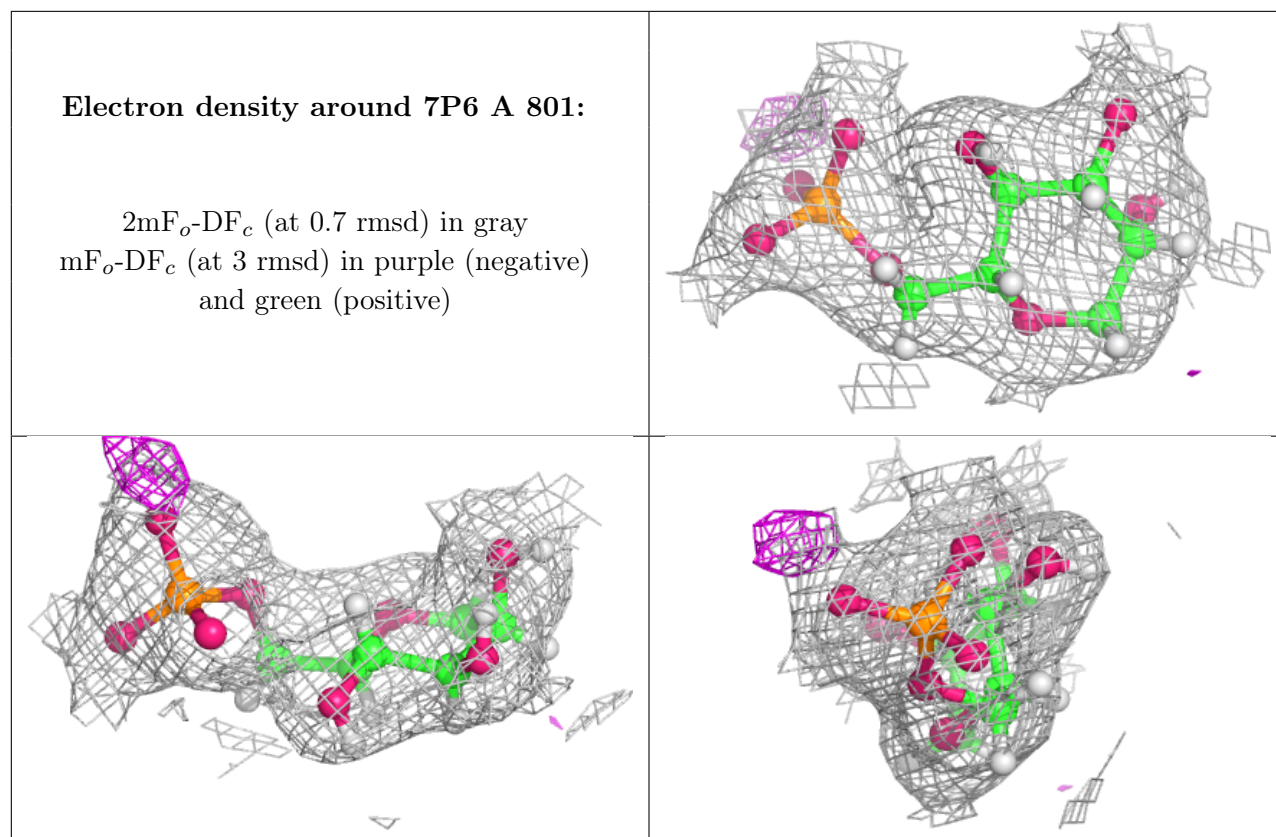 Electron density around 7P6 A 801:
2mFₒ-DF𝑐 (at 0.7 rmsd) in gray
mFₒ-DF𝑐 (at 3 rmsd) in purple (negative)
and green (positive)